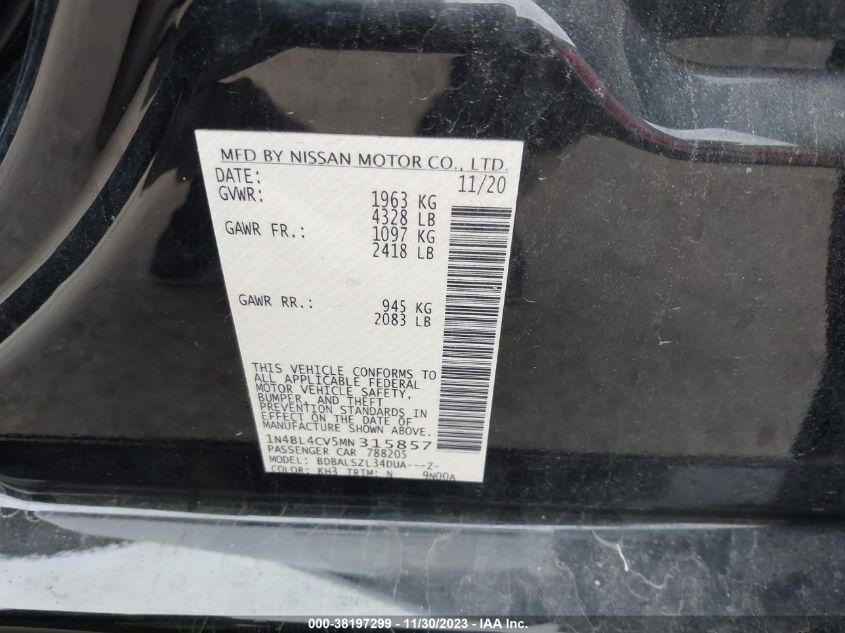 MFD BY NISSAN MOTOR CO., LTD.
DATE: 11/20
GVWR: 1963 KG
4328 LB
GAWR FR.: 1097 KG
2418 LB
GAWR RR.: 945 KG
2083 LB
THIS VEHICLE CONFORMS TO
ALL APPLICABLE FEDERAL
MOTOR VEHICLE SAFETY,
BUMPER, AND THEFT
PREVENTION STANDARDS IN
EFFECT ON THE DATE OF
MANUFACTURE SHOWN ABOVE.
1N4BL4CV5MN315857
PASSENGER CAR 788205
MODEL: BDBALSZL34DUA---Z-
COLOR: KH3 TRIM: N 9N00A
000-38197299 - 11/30/2023 - IAA Inc.